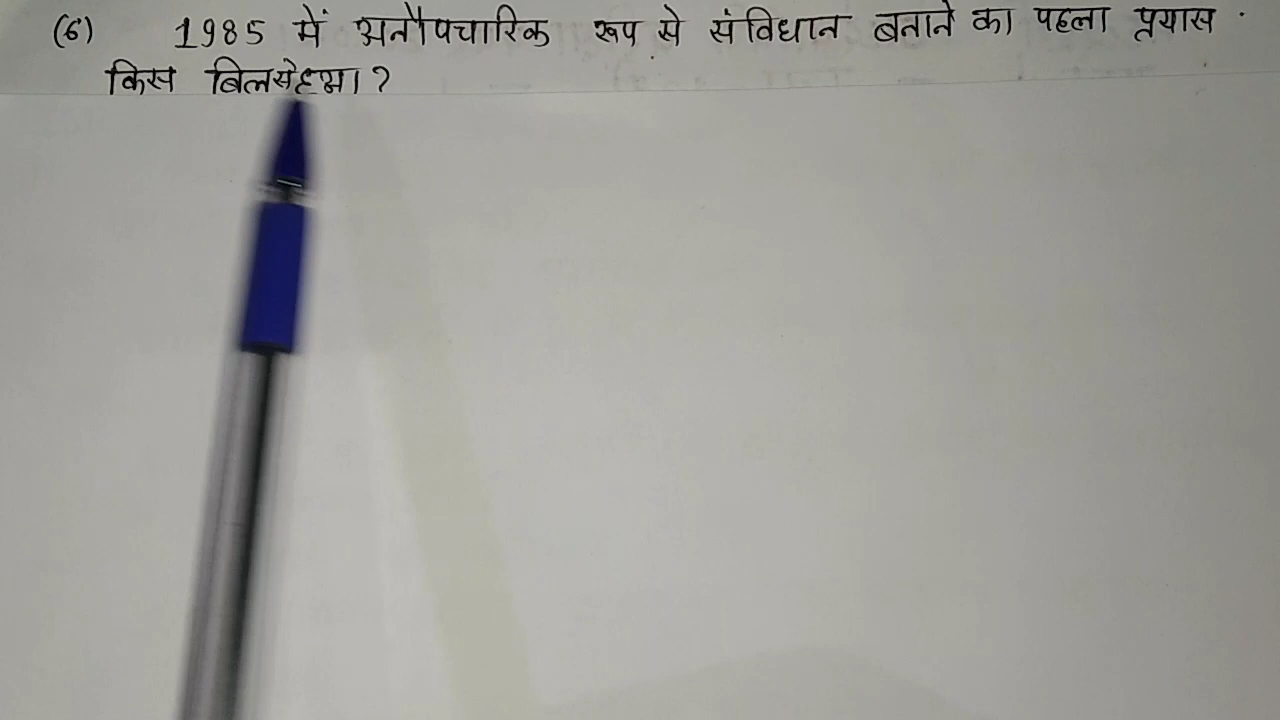 (6) 1985 में अनौपचारिक रूप से संविधान बनाने का पहला प्रयास
किस बिलसेहुआ ?